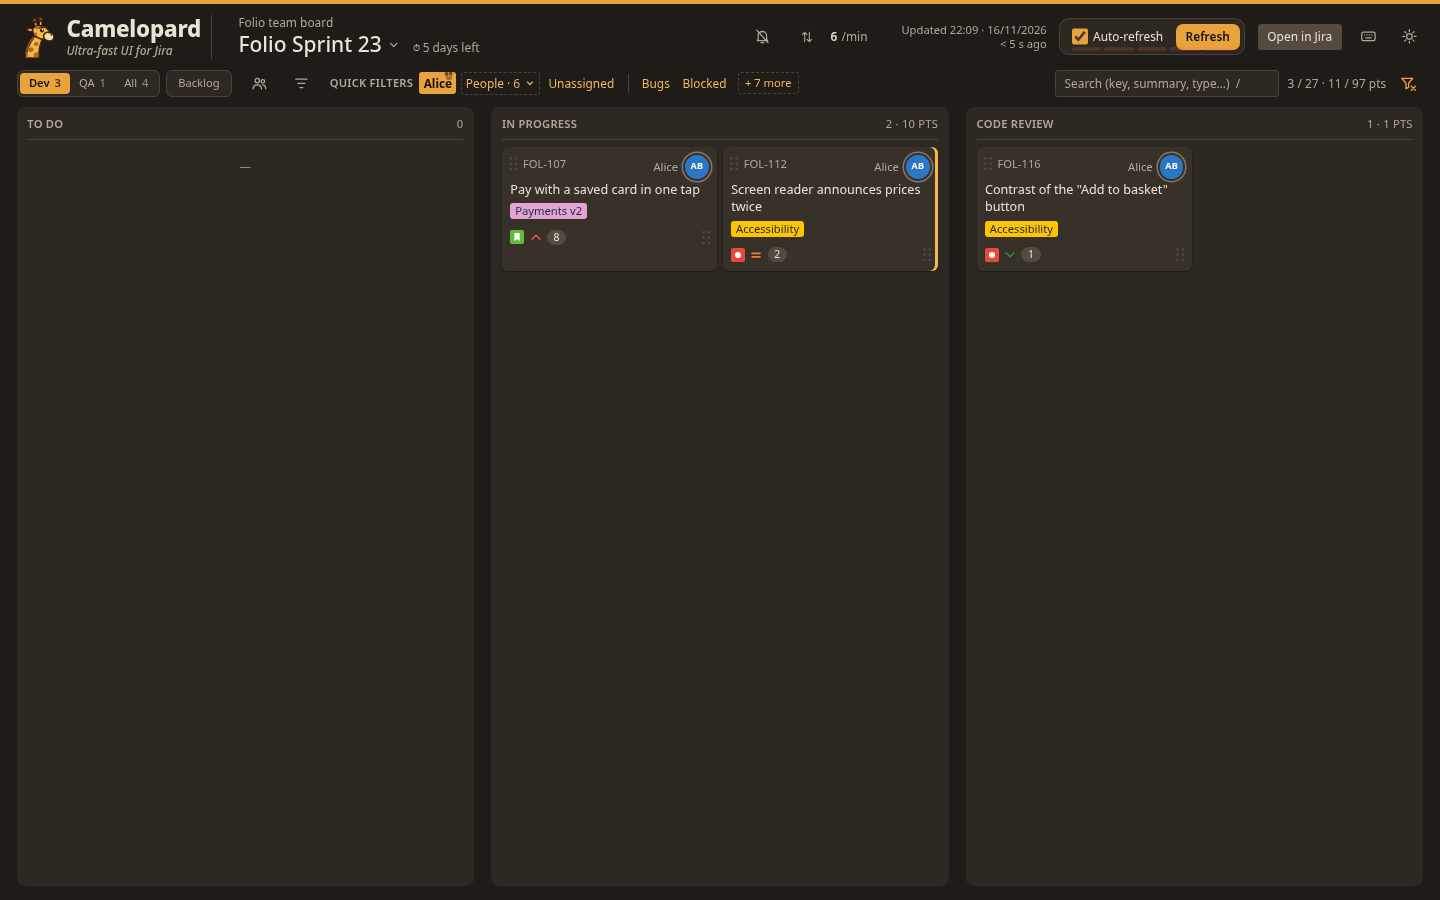 Camelopard
Ultra-fast UI for Jira
Folio team board
Folio Sprint 23
5 days left
6 /min
Updated 22:09 · 16/11/2026
< 5 s ago
Auto-refresh
Refresh
Open in Jira
Dev 3
QA 1
All 4
Backlog
QUICK FILTERS
Alice
People · 6
Unassigned
Bugs
Blocked
+ 7 more
Search (key, summary, type…) /
3 / 27 · 11 / 97 pts
TO DO
0
—
IN PROGRESS
2 · 10 PTS
FOL-107
Alice
AB
Pay with a saved card in one tap
Payments v2
8
FOL-112
Alice
AB
Screen reader announces prices
twice
Accessibility
2
CODE REVIEW
1 · 1 PTS
FOL-116
Alice
AB
Contrast of the "Add to basket"
button
Accessibility
1